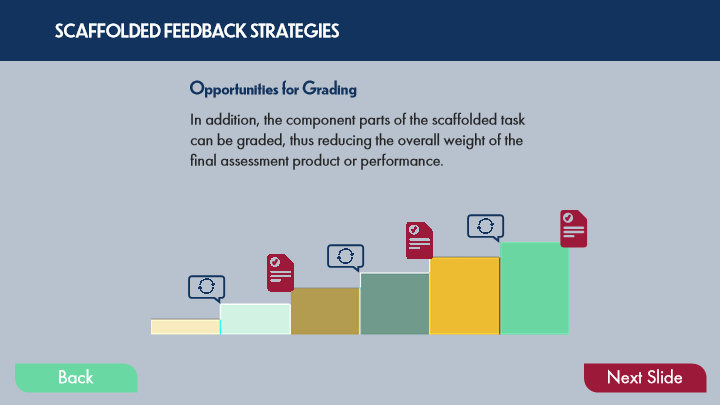 SCAFFOLDED FEEDBACK STRATEGIES
Opportunities for Grading
In addition, the component parts of the scaffolded task
can be graded, thus reducing the overall weight of the
final assessment product or performance.
Back
Next Slide